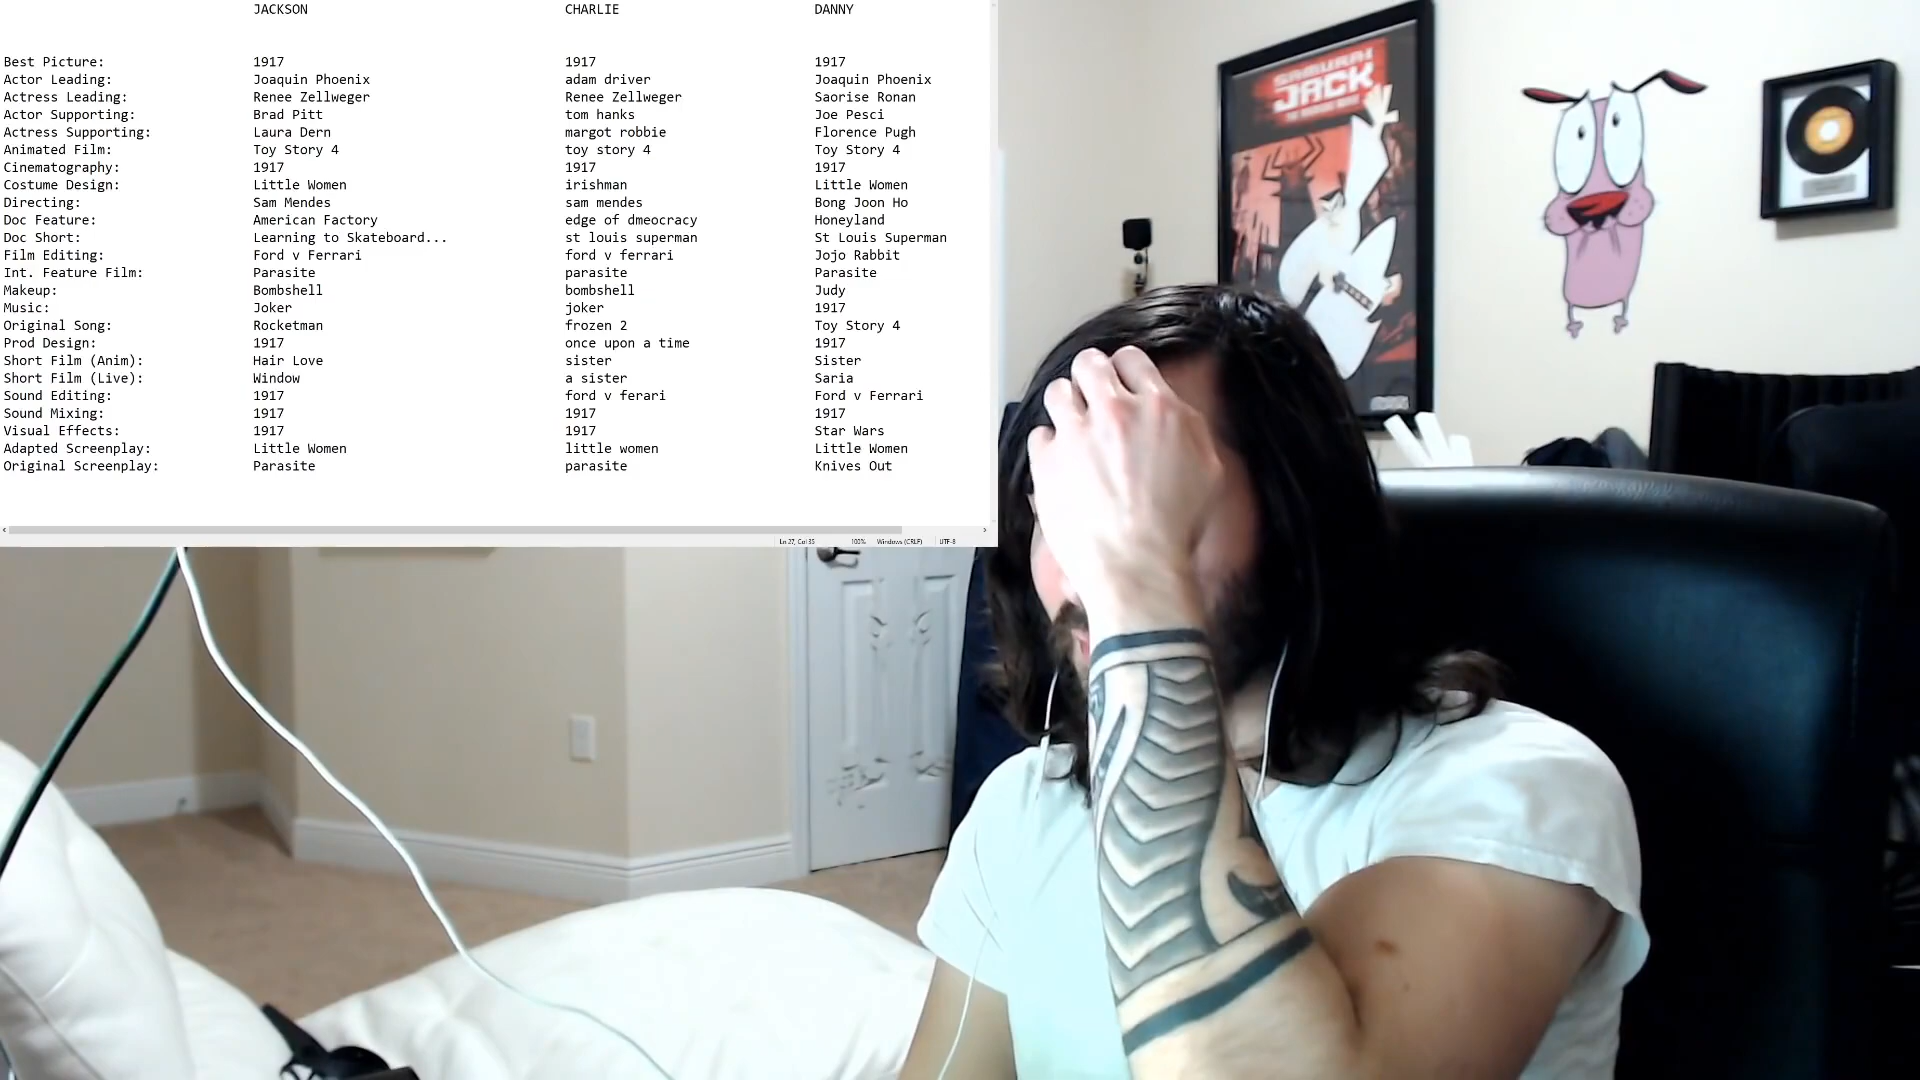 JACKSON CHARLIE DANNY
Best Picture: 1917 1917 1917
Actor Leading: Joaquin Phoenix adam driver Joaquin Phoenix
Actress Leading: Renee Zellweger Renee Zellweger Saorise Ronan
Actor Supporting: Brad Pitt tom hanks Joe Pesci
Actress Supporting: Laura Dern margot robbie Florence Pugh
Animated Film: Toy Story 4 toy story 4 Toy Story 4
Cinematography: 1917 1917 1917
Costume Design: Little Women irishman Little Women
Directing: Sam Mendes sam mendes Bong Joon Ho
Doc Feature: American Factory edge of dmeocracy Honeyland
Doc Short: Learning to Skateboard... st louis superman St Louis Superman
Film Editing: Ford v Ferrari ford v ferrari Jojo Rabbit
Int. Feature Film: Parasite parasite Parasite
Makeup: Bombshell bombshell Judy
Music: Joker joker 1917
Original Song: Rocketman frozen 2 Toy Story 4
Prod Design: 1917 once upon a time 1917
Short Film (Anim): Hair Love sister Sister
Short Film (Live): Window a sister Saria
Sound Editing: 1917 ford v ferari Ford v Ferrari
Sound Mixing: 1917 1917 1917
Visual Effects: 1917 1917 Star Wars
Adapted Screenplay: Little Women little women Little Women
Original Screenplay: Parasite parasite Knives Out
Ln 27, Col 35 100% Windows (CRLF) UTF-8
SAMURAI
JACK